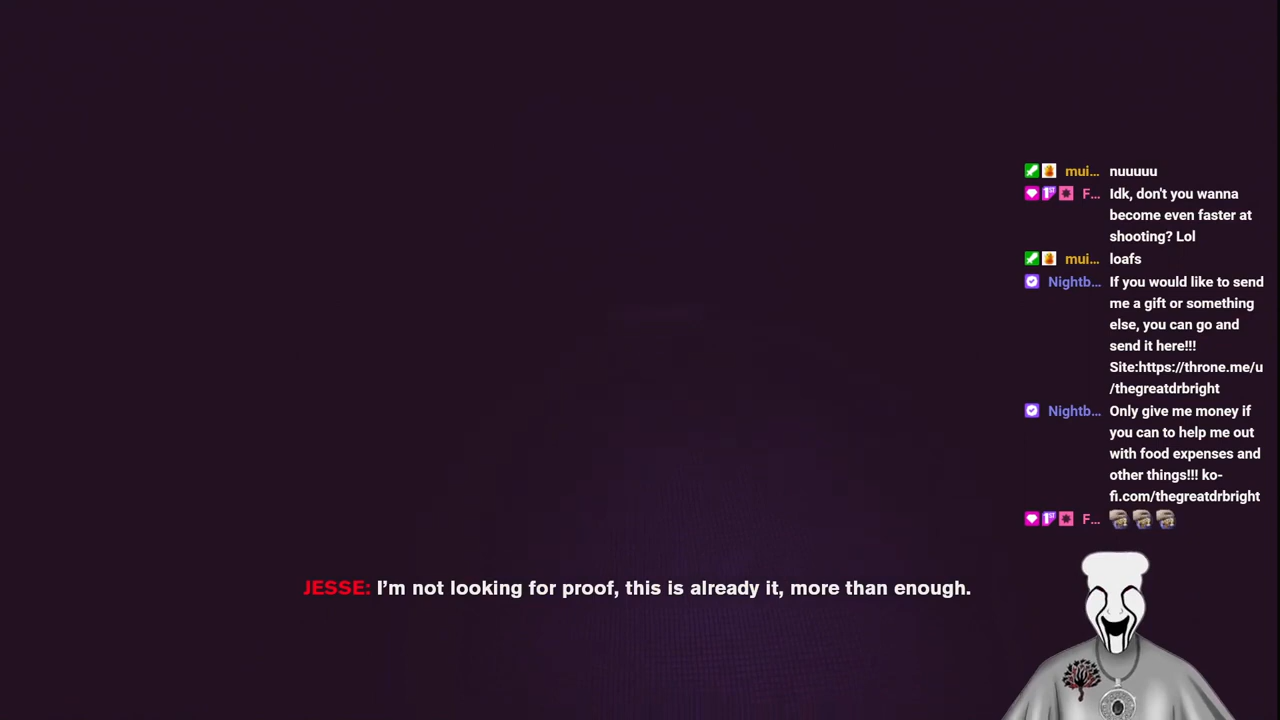 mui... nuuuuu
F... Idk, don't you wanna
become even faster at
shooting? Lol
mui... loafs
Nightb... If you would like to send
me a gift or something
else, you can go and
send it here!!!
Site:https://throne.me/u
/thegreatdrbright
Nightb... Only give me money if
you can to help me out
with food expenses and
other things!!! ko-
fi.com/thegreatdrbright
F...
JESSE: I'm not looking for proof, this is already it, more than enough.